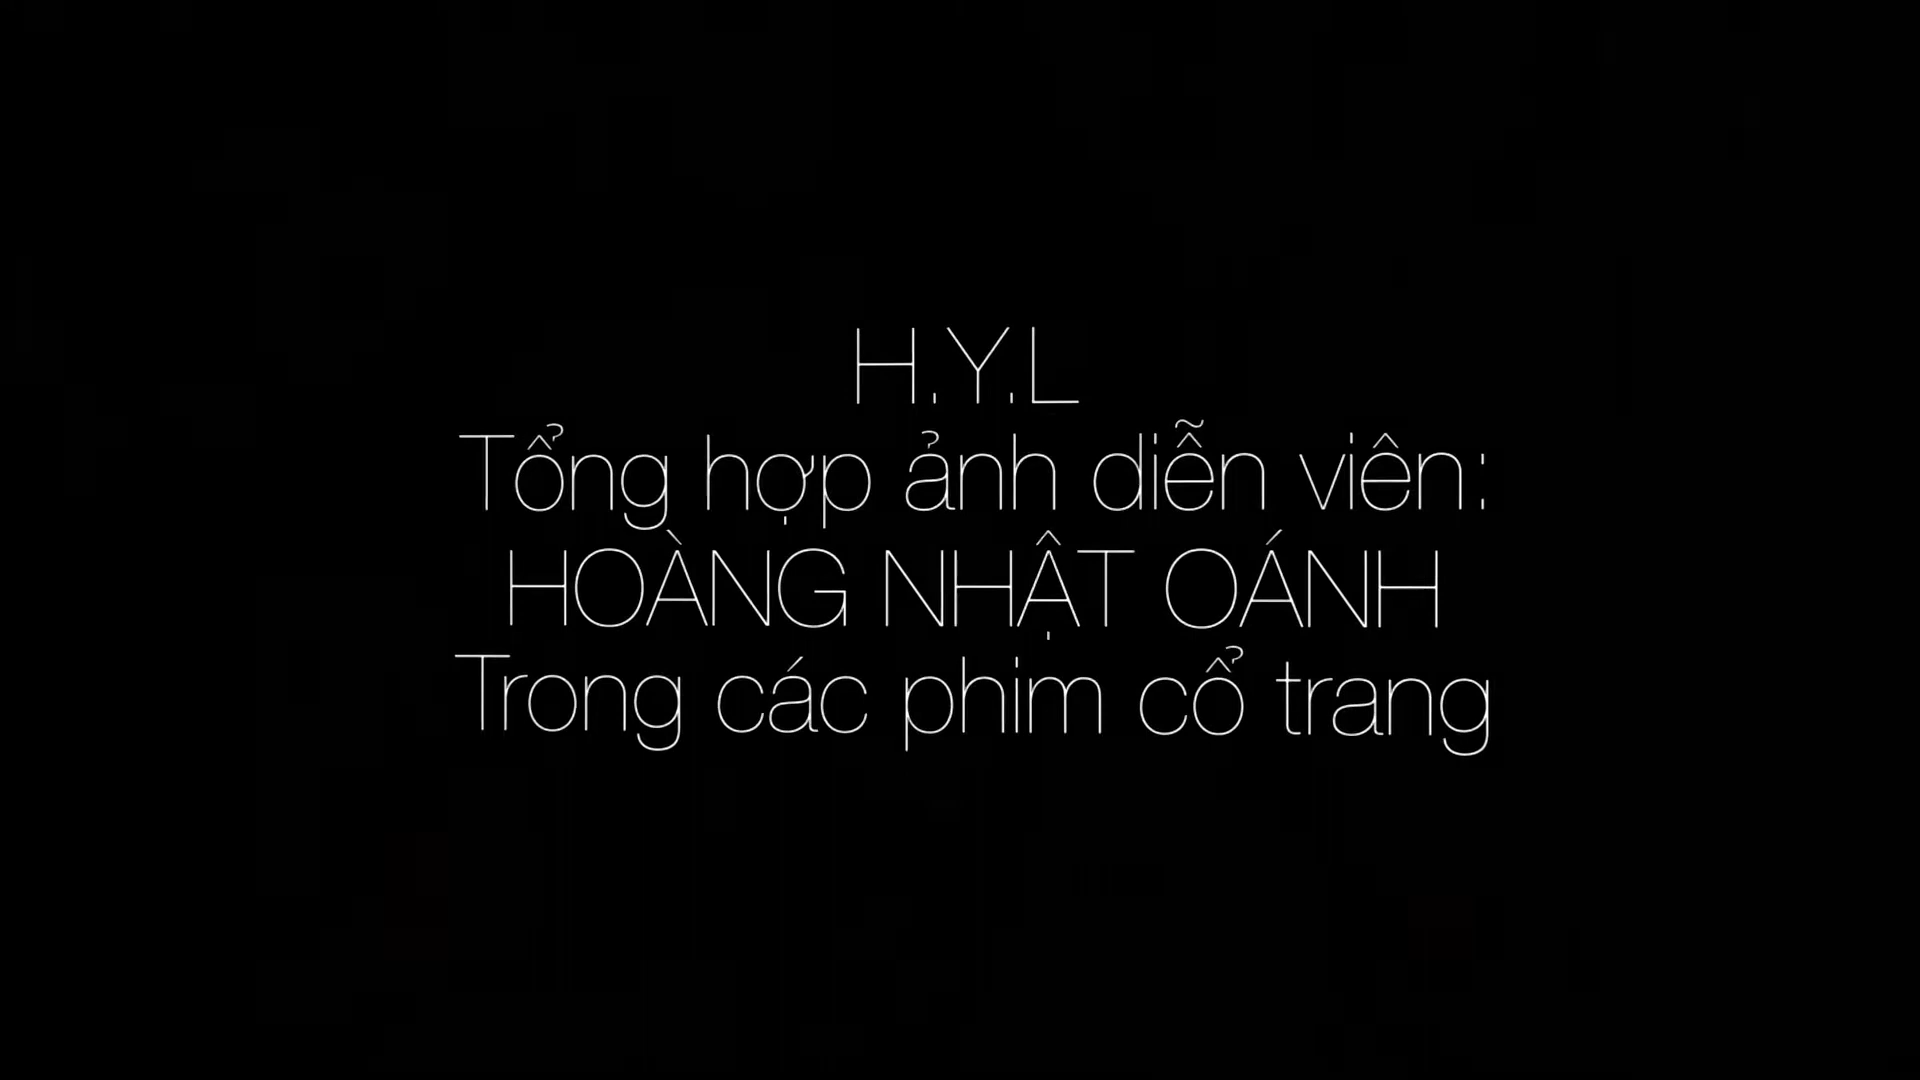 H.Y.L
Tổng hợp ảnh diễn viên:
HOÀNG NHẬT OÁNH
Trong các phim cổ trang